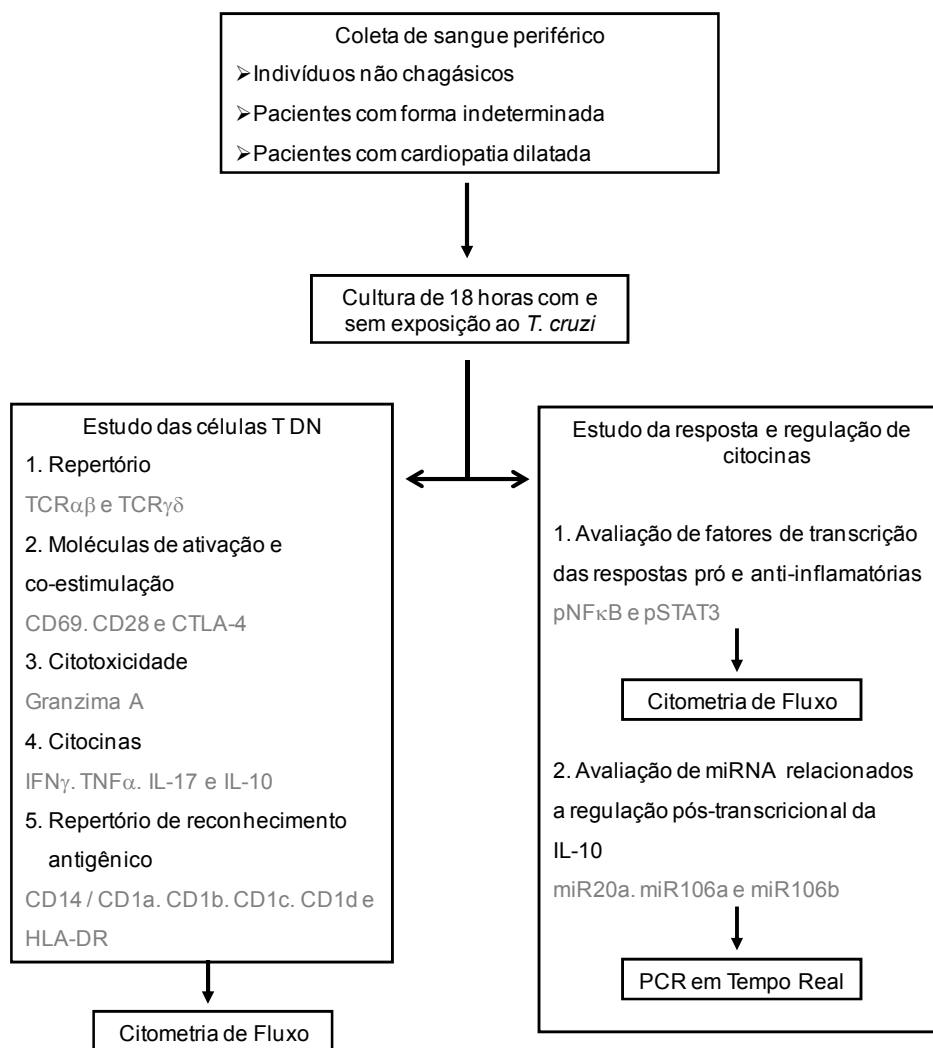 Coleta de sangue periférico
➢Indivíduos não chagásicos
➢Pacientes com forma indeterminada
➢Pacientes com cardiopatia dilatada
Cultura de 18 horas com e
sem exposição ao T. cruzi
Estudo das células T DN
1. Repertório
TCRαβ e TCRγδ
2. Moléculas de ativação e
co-estimulação
CD69. CD28 e CTLA-4
3. Citotoxicidade
Granzima A
4. Citocinas
IFNγ. TNFα. IL-17 e IL-10
5. Repertório de reconhecimento
antigênico
CD14 / CD1a. CD1b. CD1c. CD1d e
HLA-DR
Citometria de Fluxo
Estudo da resposta e regulação de
citocinas
1. Avaliação de fatores de transcrição
das respostas pró e anti-inflamatórias
pNFκB e pSTAT3
Citometria de Fluxo
2. Avaliação de miRNA relacionados
a regulação pós-transcricional da
IL-10
miR20a. miR106a e miR106b
PCR em Tempo Real